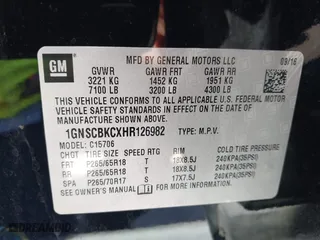 GM
MFD BY GENERAL MOTORS LLC
09/16
GVWR GAWR FRT GAWR RR
3221 KG 1452 KG 1951 KG
7100 LB 3200 LB 4300 LB
THIS VEHICLE CONFORMS TO ALL APPLICABLE U.S. FEDERAL MOTOR
VEHICLE SAFETY STANDARDS IN EFFECT ON THE DATE OF
MANUFACTURE SHOWN ABOVE.
1GNSCBKCXHR126982 TYPE: M.P.V.
MODEL: C15706
TIRE SIZE SPEED RTG RIM COLD TIRE PRESSURE
FRT P265/65R18 T 18X8.5J 240KPA(35PSI)
RR P265/65R18 T 18X8.5J 240KPA(35PSI)
SPA P265/70R17 S 17X7.5J 240KPA(35PSI)
SEE OWNER'S MANUAL FOR ADDITIONAL INFORMATION.